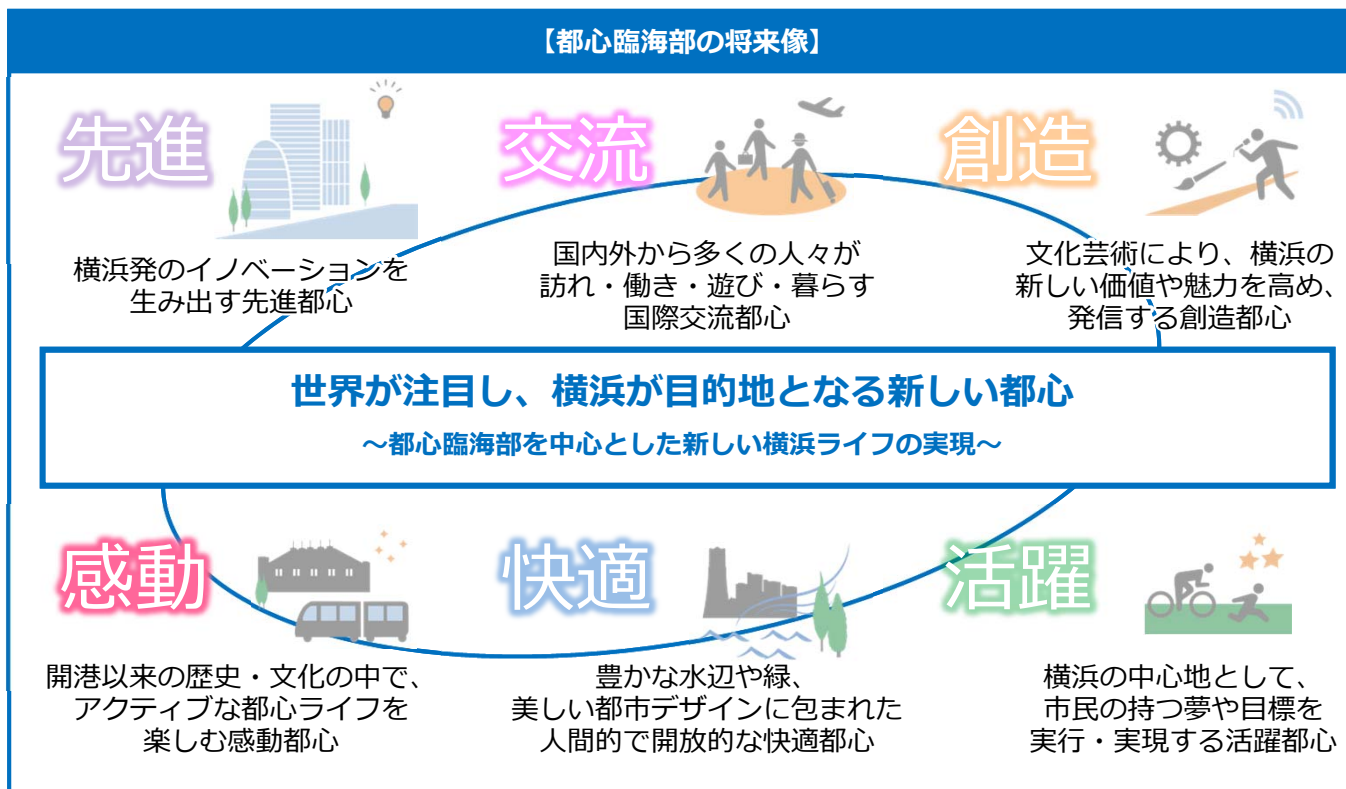 【都心臨海部の将来像】
先進
横浜発のイノベーションを
生み出す先進都心
交流
国内外から多くの人々が
訪れ・働き・遊び・暮らす
国際交流都心
創造
文化芸術により、横浜の
新しい価値や魅力を高め、
発信する創造都心
世界が注目し、横浜が目的地となる新しい都心
～都心臨海部を中心とした新しい横浜ライフの実現～
感動
開港以来の歴史・文化の中で、
アクティブな都心ライフを
楽しむ感動都心
快適
豊かな水辺や緑、
美しい都市デザインに包まれた
人間的で開放的な快適都心
活躍
横浜の中心地として、
市民の持つ夢や目標を
実行・実現する活躍都心